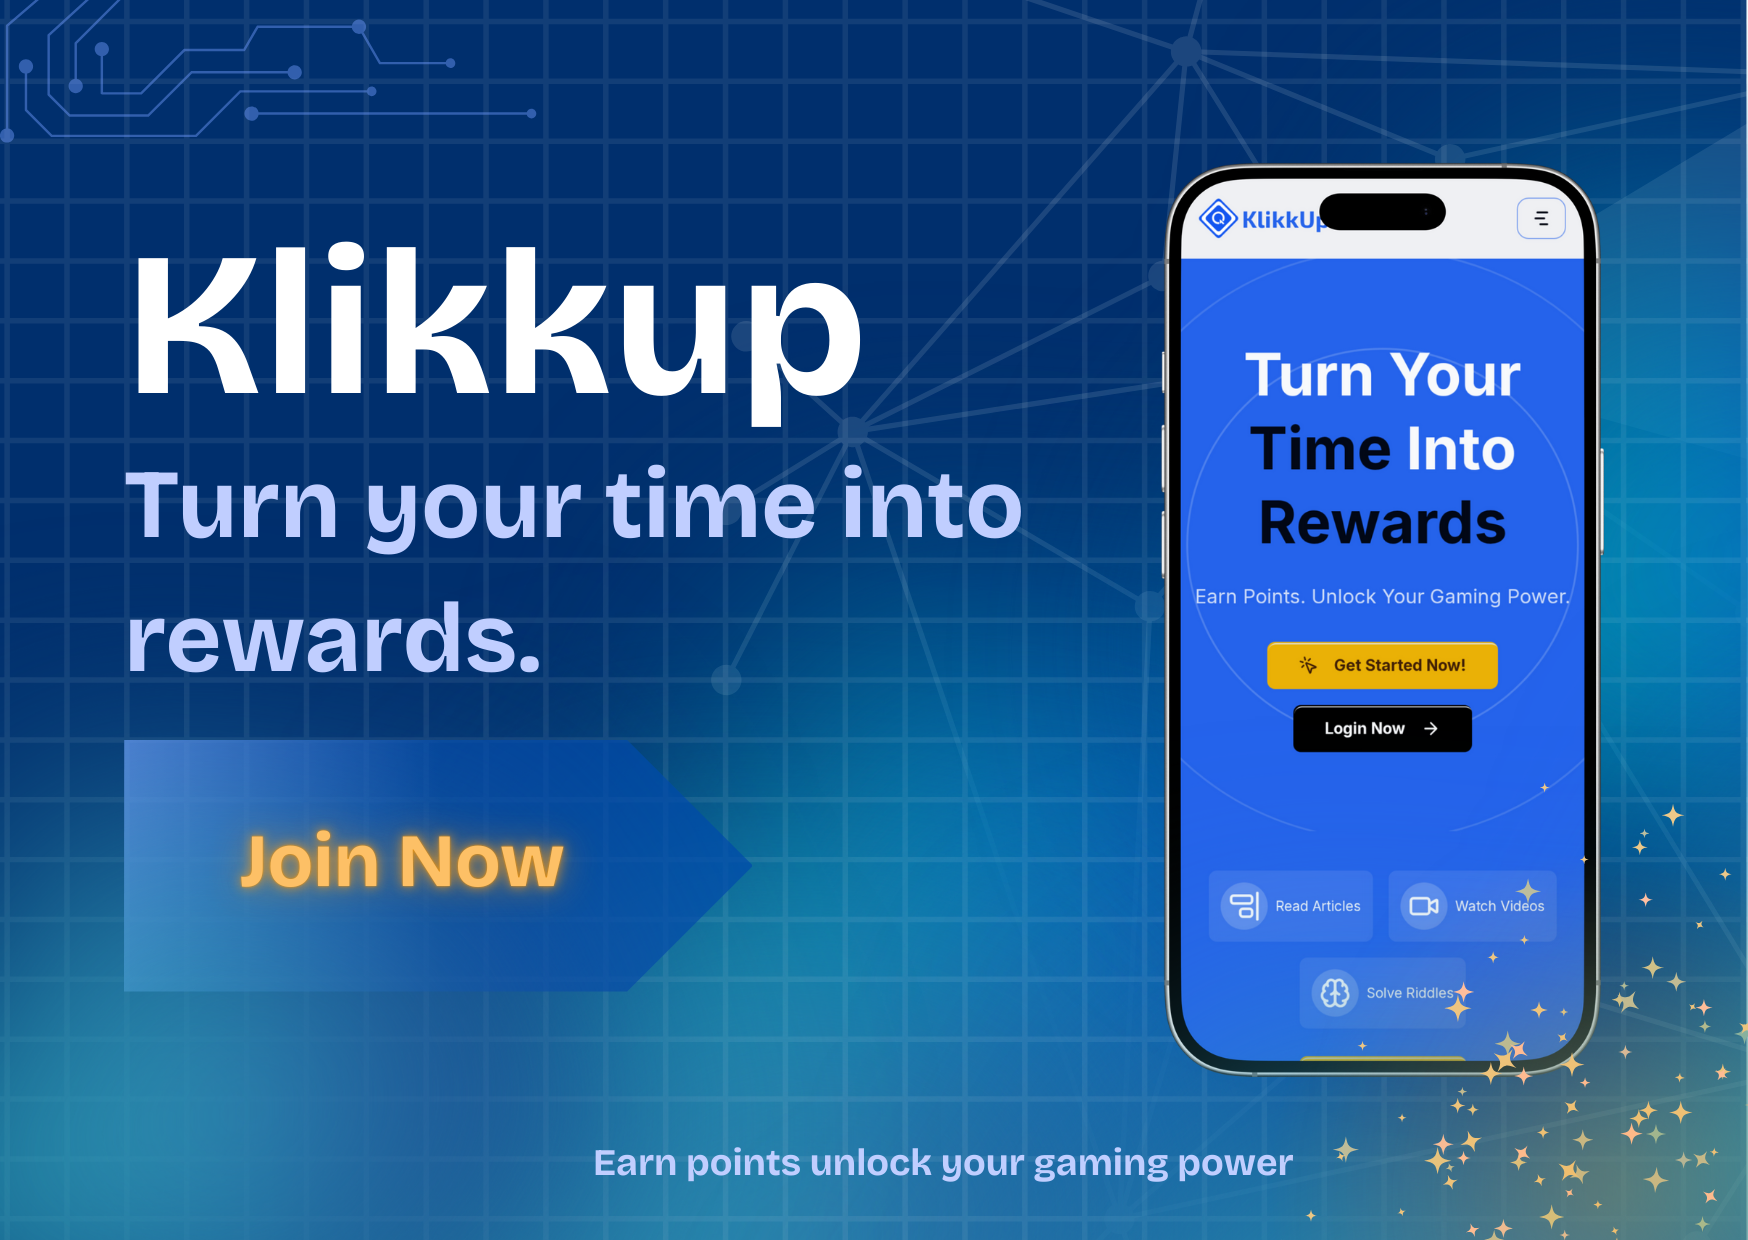 Klikkup
Turn your time into
rewards.
Join Now
KlikkUp
Turn Your
Time Into
Rewards
Earn Points. Unlock Your Gaming Power.
Get Started Now!
Login Now
Read Articles
Watch Videos
Solve Riddles
Earn points unlock your gaming power